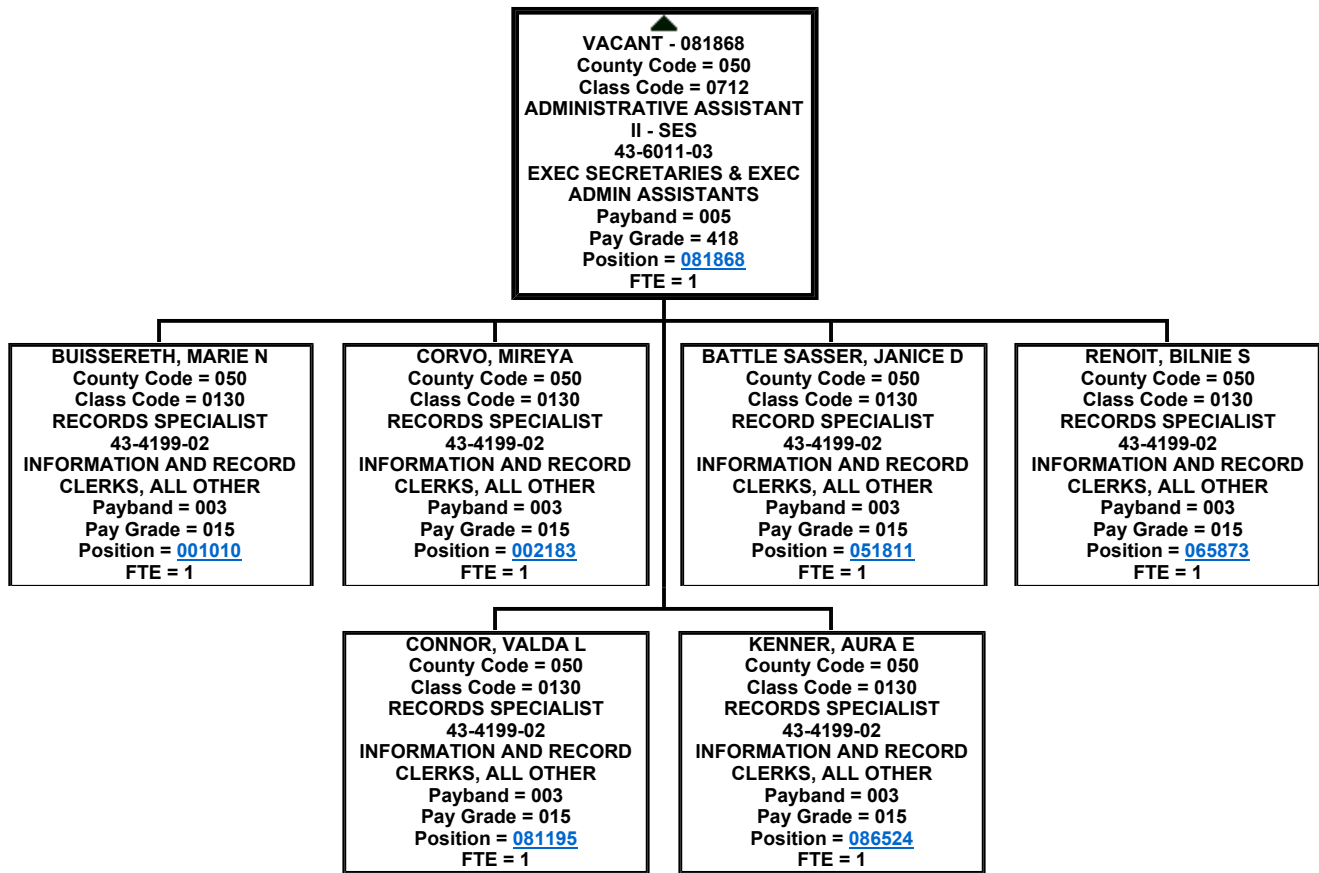 VACANT - 081868
County Code = 050
Class Code = 0712
ADMINISTRATIVE ASSISTANT
II - SES
43-6011-03
EXEC SECRETARIES & EXEC
ADMIN ASSISTANTS
Payband = 005
Pay Grade = 418
Position = 081868
FTE = 1
BUISSERETH, MARIE N
County Code = 050
Class Code = 0130
RECORDS SPECIALIST
43-4199-02
INFORMATION AND RECORD
CLERKS, ALL OTHER
Payband = 003
Pay Grade = 015
Position = 001010
FTE = 1
CORVO, MIREYA
County Code = 050
Class Code = 0130
RECORDS SPECIALIST
43-4199-02
INFORMATION AND RECORD
CLERKS, ALL OTHER
Payband = 003
Pay Grade = 015
Position = 002183
FTE = 1
BATTLE SASSER, JANICE D
County Code = 050
Class Code = 0130
RECORD SPECIALIST
43-4199-02
INFORMATION AND RECORD
CLERKS, ALL OTHER
Payband = 003
Pay Grade = 015
Position = 051811
FTE = 1
RENOIT, BILNIE S
County Code = 050
Class Code = 0130
RECORDS SPECIALIST
43-4199-02
INFORMATION AND RECORD
CLERKS, ALL OTHER
Payband = 003
Pay Grade = 015
Position = 065873
FTE = 1
CONNOR, VALDA L
County Code = 050
Class Code = 0130
RECORDS SPECIALIST
43-4199-02
INFORMATION AND RECORD
CLERKS, ALL OTHER
Payband = 003
Pay Grade = 015
Position = 081195
FTE = 1
KENNER, AURA E
County Code = 050
Class Code = 0130
RECORDS SPECIALIST
43-4199-02
INFORMATION AND RECORD
CLERKS, ALL OTHER
Payband = 003
Pay Grade = 015
Position = 086524
FTE = 1